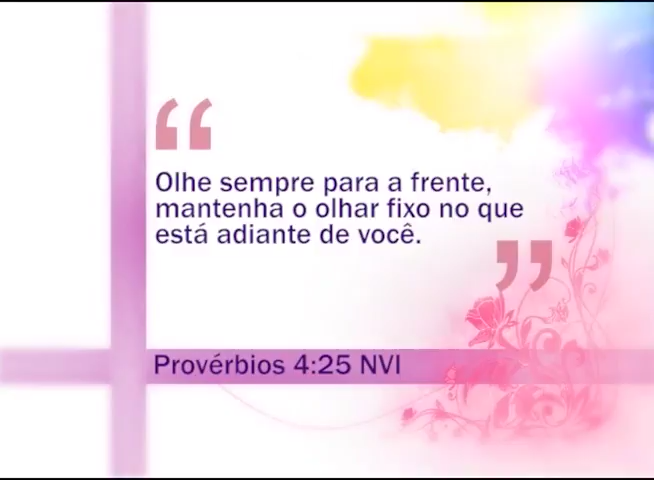 “
Olhe sempre para a frente,
mantenha o olhar fixo no que
está adiante de você.
”
Provérbios 4:25 NVI